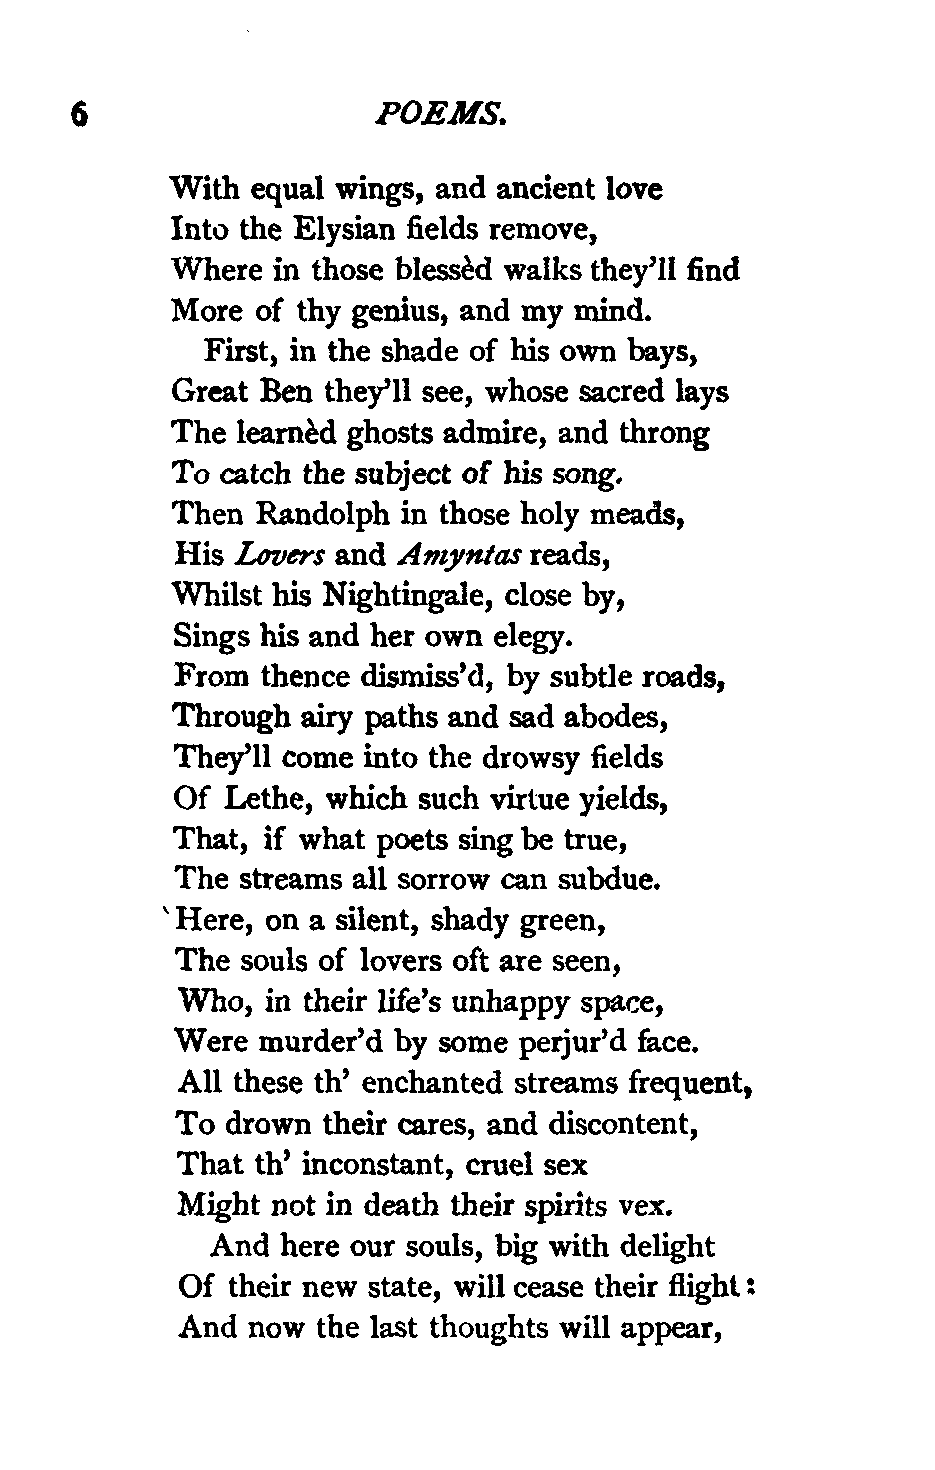 6 POEMS.
With equal wings, and ancient love
Into the Elysian fields remove,
Where in those blessèd walks they'll find
More of thy genius, and my mind.
First, in the shade of his own bays,
Great Ben they'll see, whose sacred lays
The learnèd ghosts admire, and throng
To catch the subject of his song.
Then Randolph in those holy meads,
His Lovers and Amyntas reads,
Whilst his Nightingale, close by,
Sings his and her own elegy.
From thence dismiss'd, by subtle roads,
Through airy paths and sad abodes,
They'll come into the drowsy fields
Of Lethe, which such virtue yields,
That, if what poets sing be true,
The streams all sorrow can subdue.
Here, on a silent, shady green,
The souls of lovers oft are seen,
Who, in their life's unhappy space,
Were murder'd by some perjur'd face.
All these th' enchanted streams frequent,
To drown their cares, and discontent,
That th' inconstant, cruel sex
Might not in death their spirits vex.
And here our souls, big with delight
Of their new state, will cease their flight:
And now the last thoughts will appear,